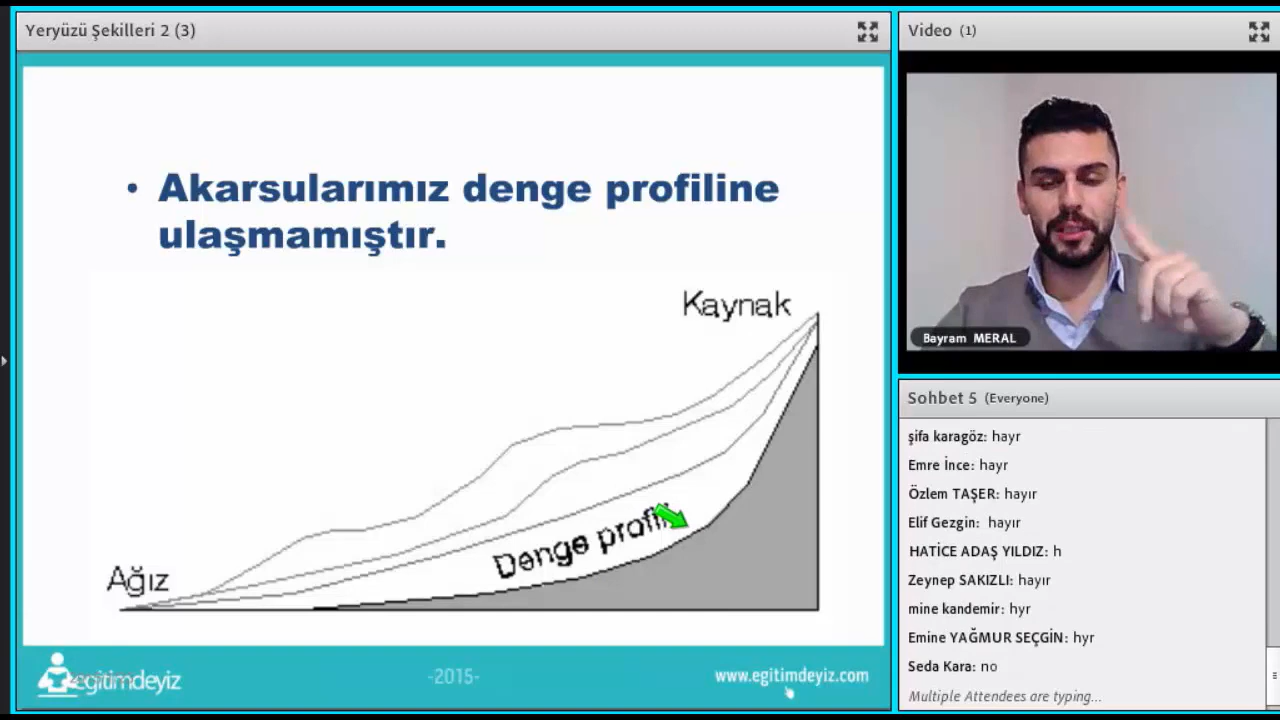 Yeryüzü Şekilleri 2 (3)
• Akarsularımız denge profiline
ulaşmamıştır.
Kaynak
Denge profili
Ağız
egitimdeyiz
-2015-
www.egitimdeyiz.com
Video (1)
Bayram MERAL
Sohbet 5 (Everyone)
şifa karagöz: hayr
Emre İnce: hayr
Özlem TAŞER: hayır
Elif Gezgin: hayır
HATİCE ADAŞ YILDIZ: h
Zeynep SAKIZLI: hayır
mine kandemir: hyr
Emine YAĞMUR SEÇGİN: hyr
Seda Kara: no
Multiple Attendees are typing...